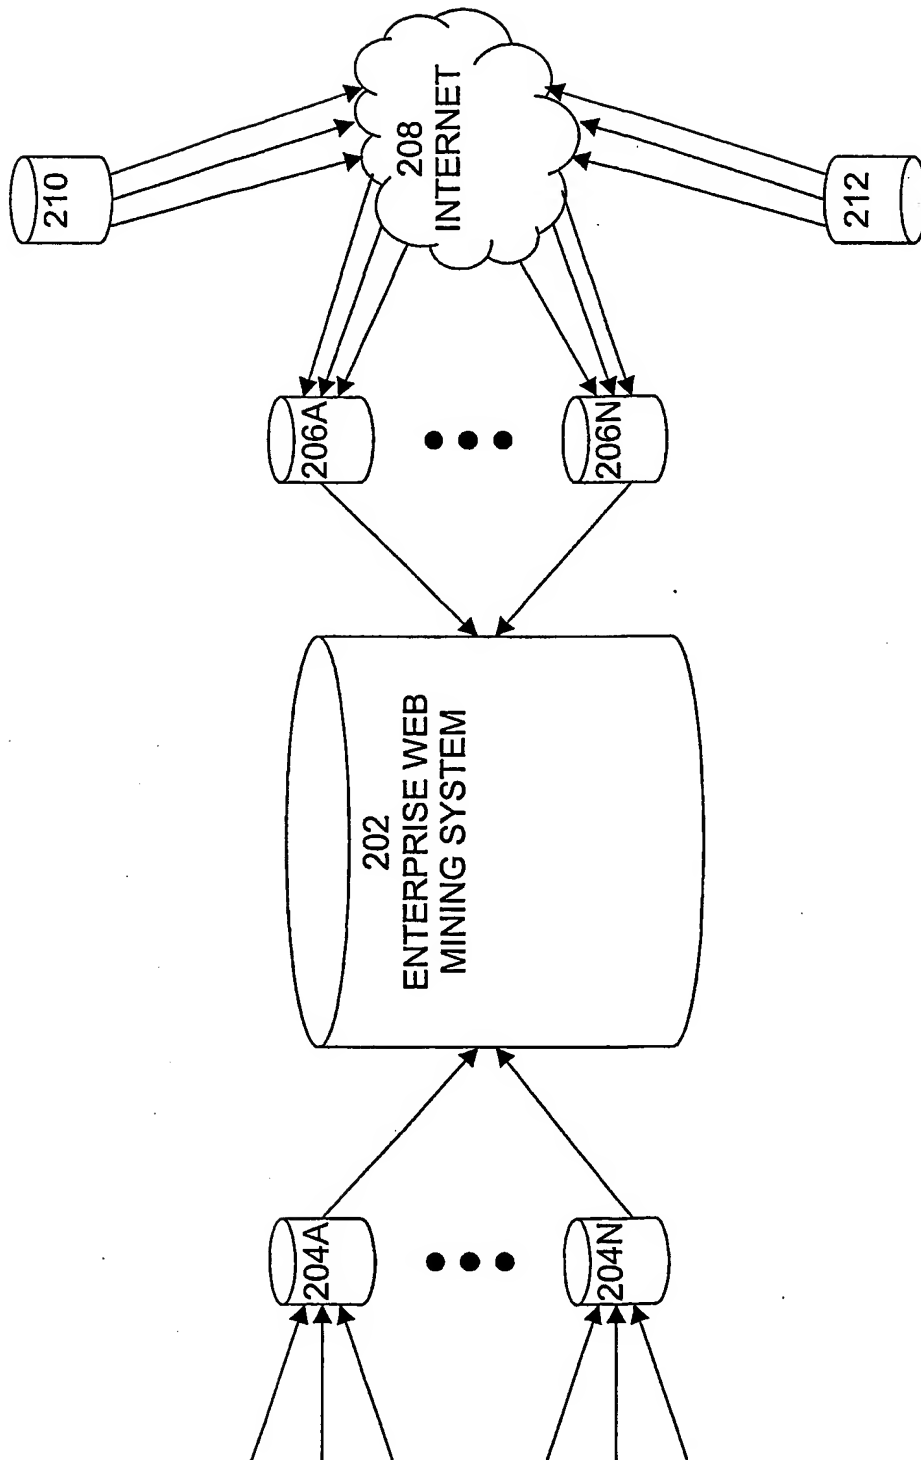 210
208
INTERNET
212
206A
206N
202
ENTERPRISE WEB
MINING SYSTEM
204A
204N